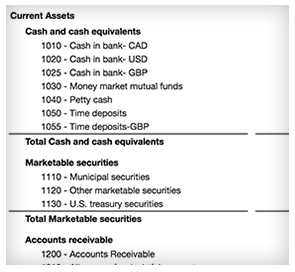 Current Assets
Cash and cash equivalents
1010 - Cash in bank- CAD
1020 - Cash in bank- USD
1025 - Cash in bank- GBP
1030 - Money market mutual funds
1040 - Petty cash
1050 - Time deposits
1055 - Time deposits-GBP
Total Cash and cash equivalents
Marketable securities
1110 - Municipal securities
1120 - Other marketable securities
1130 - U.S. treasury securities
Total Marketable securities
Accounts receivable
1200 - Accounts Receivable